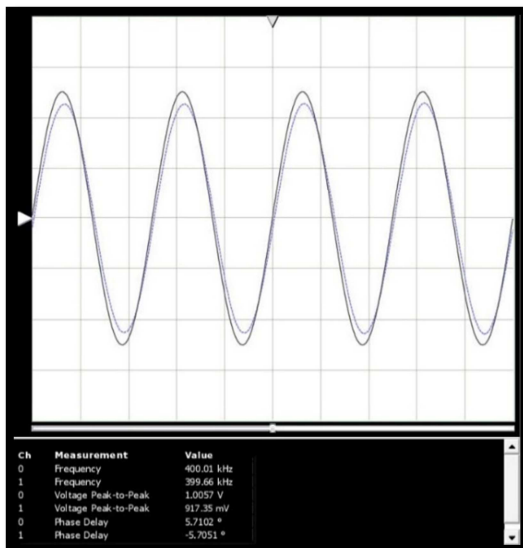 Ch Measurement Value
0 Frequency 400.01 kHz
1 Frequency 399.66 kHz
0 Voltage Peak-to-Peak 1.0057 V
1 Voltage Peak-to-Peak 917.35 mV
0 Phase Delay 5.7102 °
1 Phase Delay -5.7051 °